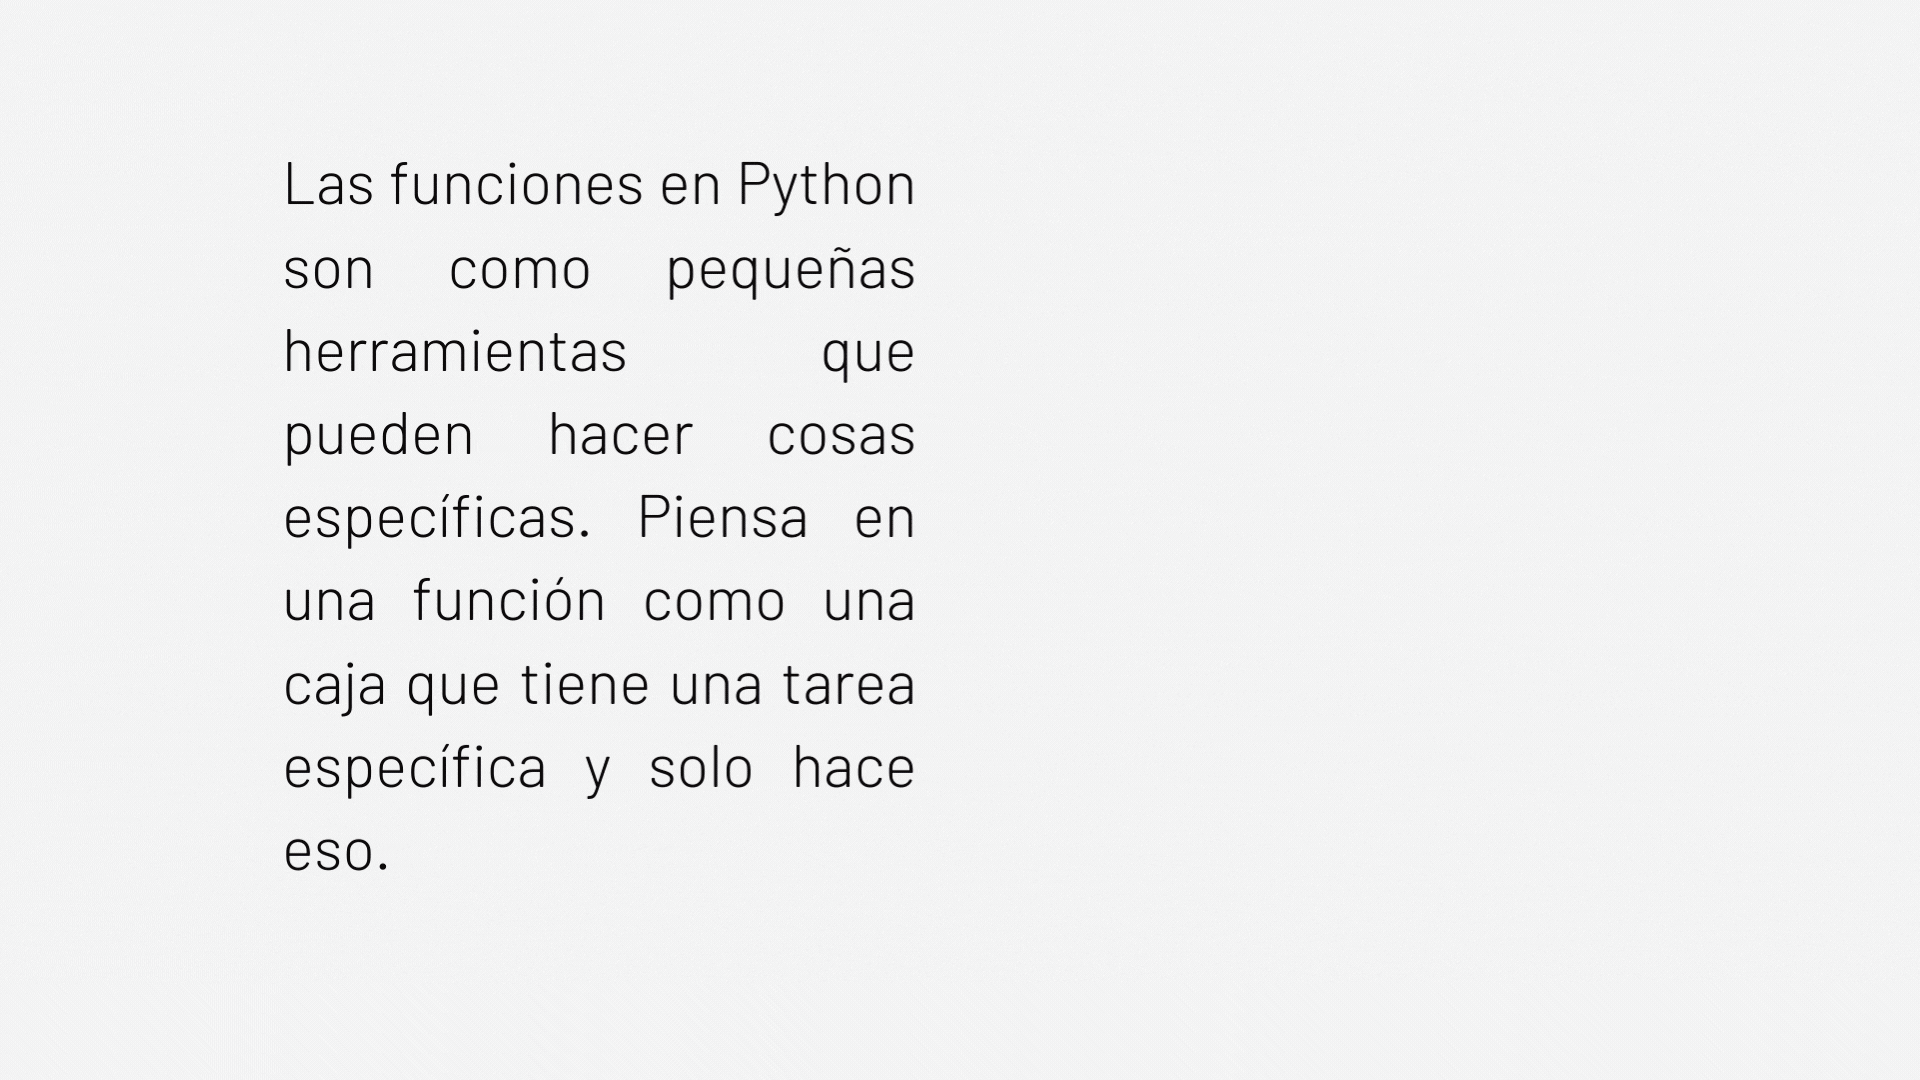 Las funciones en Python
son como pequeñas
herramientas que
pueden hacer cosas
específicas. Piensa en
una función como una
caja que tiene una tarea
específica y solo hace
eso.